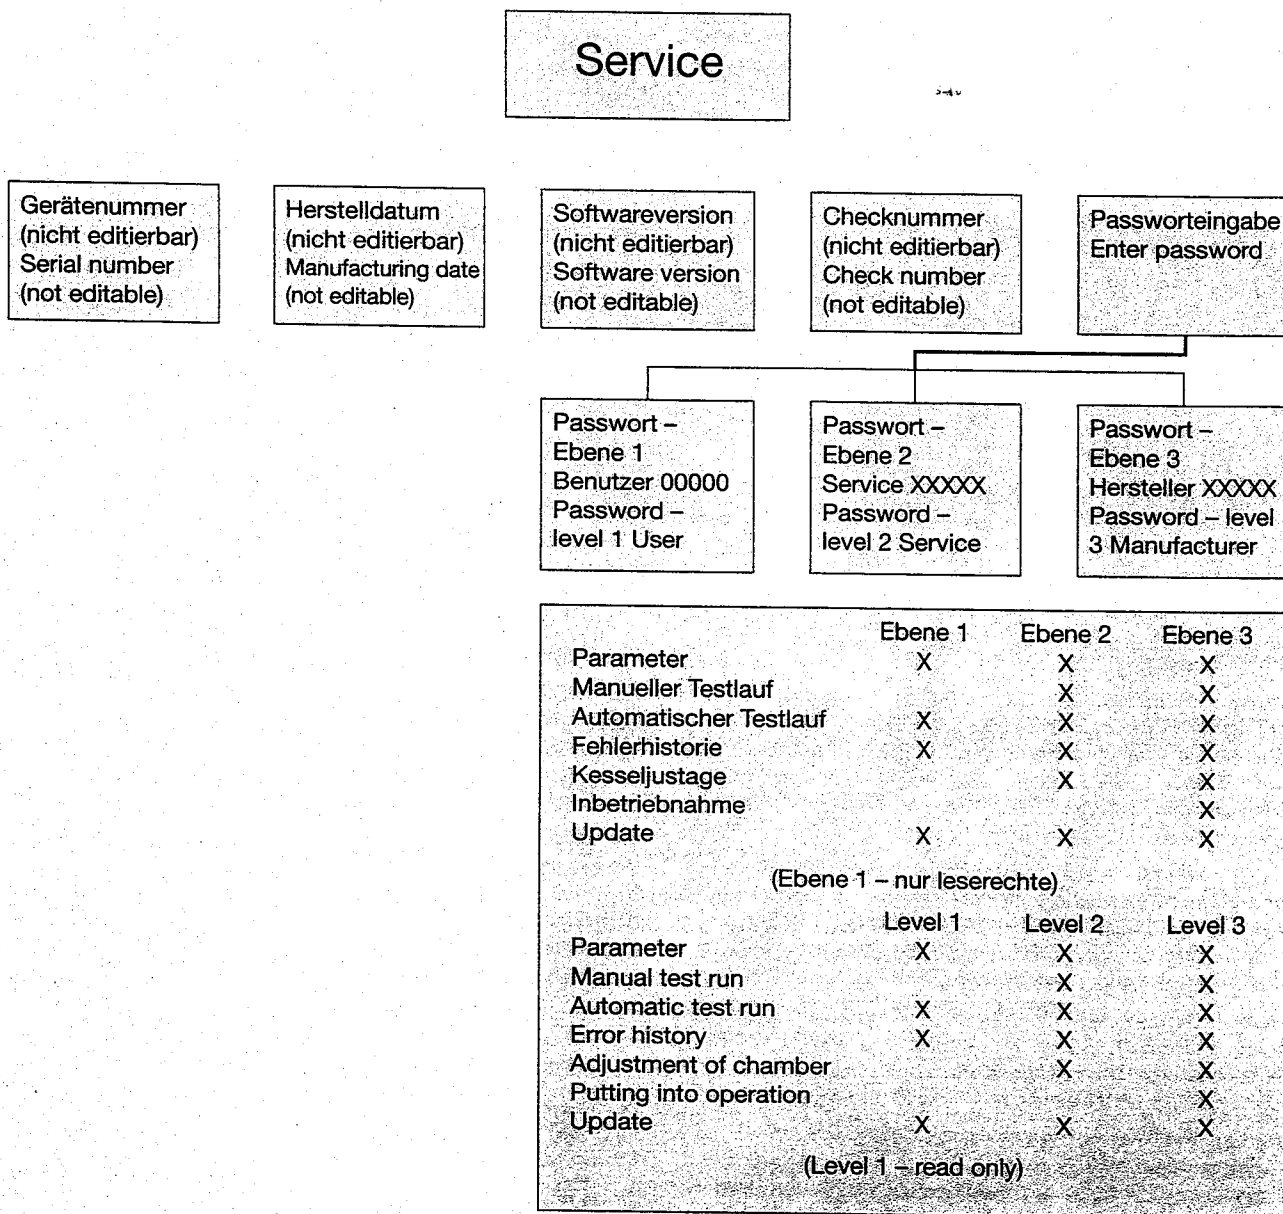 Service
Gerätenummer
(nicht editierbar)
Serial number
(not editable)
Herstelldatum
(nicht editierbar)
Manufacturing date
(not editable)
Softwareversion
(nicht editierbar)
Software version
(not editable)
Checknummer
(nicht editierbar)
Check number
(not editable)
Passworteingabe
Enter password
Passwort –
Ebene 1
Benutzer 00000
Password –
level 1 User
Passwort –
Ebene 2
Service XXXXX
Password –
level 2 Service
Passwort –
Ebene 3
Hersteller XXXXX
Password – level
3 Manufacturer
Ebene 1 Ebene 2 Ebene 3
Parameter X X X
Manueller Testlauf X X
Automatischer Testlauf X X X
Fehlerhistorie X X X
Kesseljustage X X
Inbetriebnahme X
Update X X X
(Ebene 1 – nur leserechte)
Level 1 Level 2 Level 3
Parameter X X X
Manual test run X X
Automatic test run X X X
Error history X X X
Adjustment of chamber X X
Putting into operation X
Update X X X
(Level 1 – read only)